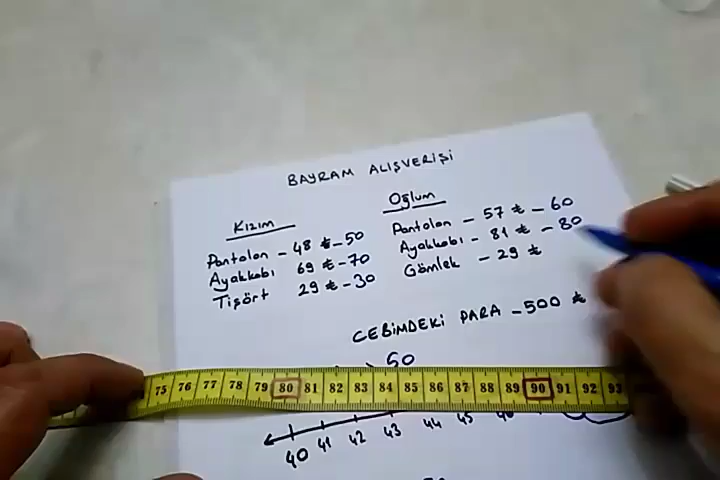 BAYRAM ALIŞVERİŞİ
Kızım
Pantolon - 48 ₺ - 50
Ayakkabı 69 ₺ - 70
Tişört 29 ₺ - 30
Oğlum
Pantolon - 57 ₺ - 60
Ayakkabı - 81 ₺ - 80
Gömlek - 29 ₺
CEBİMDEKİ PARA - 500 ₺
50
75 76 77 78 79 80 81 82 83 84 85 86 87 88 89 90 91 92 93
40 41 42 43 44 45